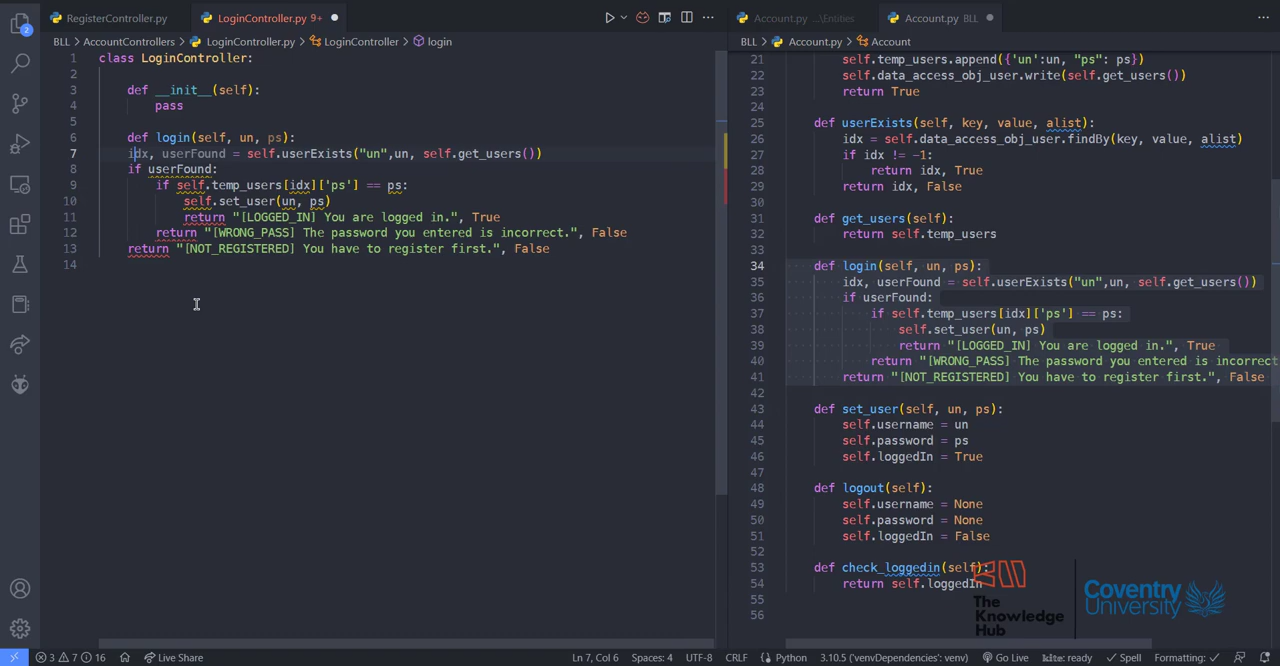 RegisterController.py
LoginController.py 9+
Account.py ...\Entities
Account.py BLL
BLL > AccountControllers > LoginController.py > LoginController > login
BLL > Account.py > Account
2
1 class LoginController:
2
3 def __init__(self):
4 pass
5
6 def login(self, un, ps):
7 idx, userFound = self.userExists("un",un, self.get_users())
8 if userFound:
9 if self.temp_users[idx]['ps'] == ps:
10 self.set_user(un, ps)
11 return "[LOGGED_IN] You are logged in.", True
12 return "[WRONG_PASS] The password you entered is incorrect.", False
13 return "[NOT_REGISTERED] You have to register first.", False
14
21 self.temp_users.append({'un':un, "ps": ps})
22 self.data_access_obj_user.write(self.get_users())
23 return True
24
25 def userExists(self, key, value, alist):
26 idx = self.data_access_obj_user.findBy(key, value, alist)
27 if idx != -1:
28 return idx, True
29 return idx, False
30
31 def get_users(self):
32 return self.temp_users
33
34 def login(self, un, ps):
35 idx, userFound = self.userExists("un",un, self.get_users())
36 if userFound:
37 if self.temp_users[idx]['ps'] == ps:
38 self.set_user(un, ps)
39 return "[LOGGED_IN] You are logged in.", True
40 return "[WRONG_PASS] The password you entered is incorrect
41 return "[NOT_REGISTERED] You have to register first.", False
42
43 def set_user(self, un, ps):
44 self.username = un
45 self.password = ps
46 self.loggedIn = True
47
48 def logout(self):
49 self.username = None
50 self.password = None
51 self.loggedIn = False
52
53 def check_loggedin(self):
54 return self.loggedIn
55
56
The
Knowledge
Hub
Coventry
University
3 7 16 Live Share Ln 7, Col 6 Spaces: 4 UTF-8 CRLF Python 3.10.5 ('venvDependencies': venv) Go Live kite: ready Spell Formatting: